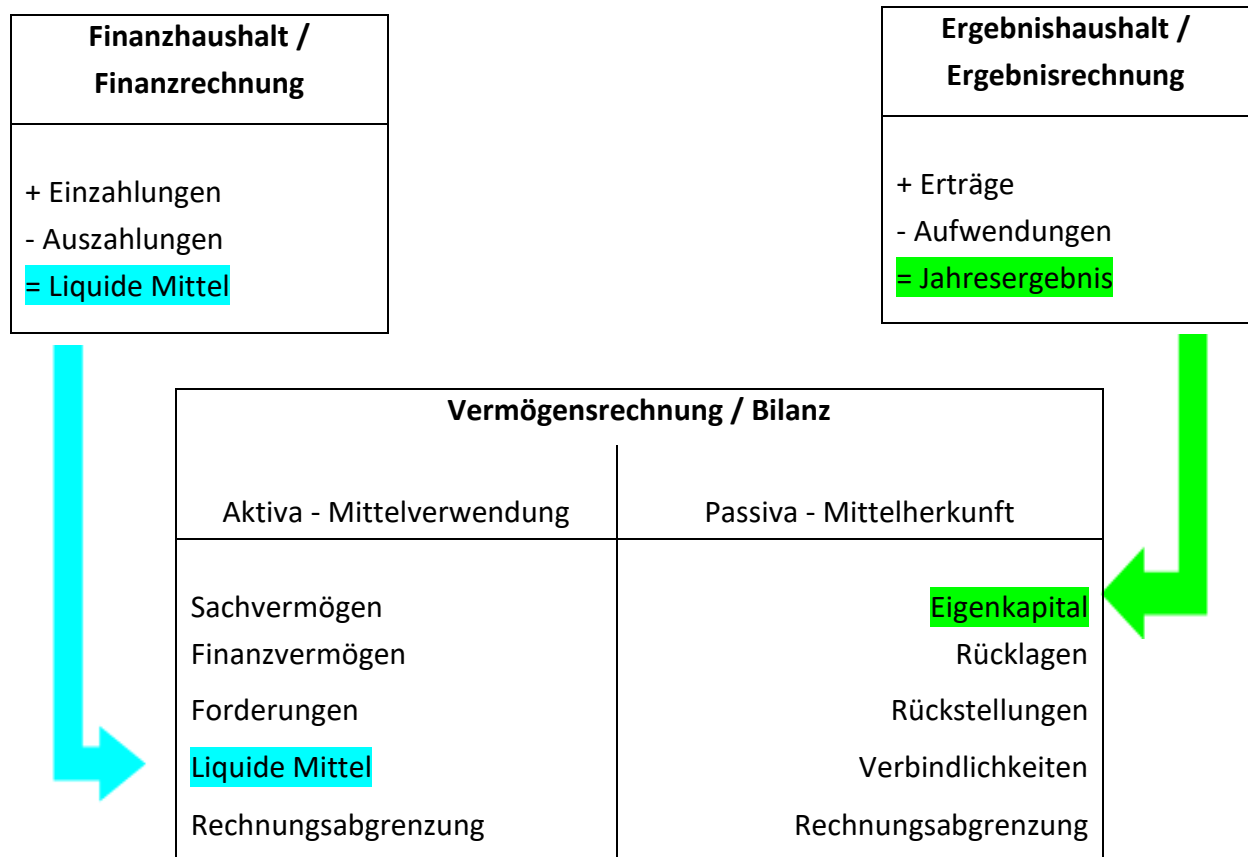 Finanzhaushalt /
Finanzrechnung
+ Einzahlungen
- Auszahlungen
= Liquide Mittel
Ergebnishaushalt /
Ergebnisrechnung
+ Erträge
- Aufwendungen
= Jahresergebnis
Vermögensrechnung / Bilanz
Aktiva - Mittelverwendung
Passiva - Mittelherkunft
Sachvermögen
Finanzvermögen
Forderungen
Liquide Mittel
Rechnungsabgrenzung
Eigenkapital
Rücklagen
Rückstellungen
Verbindlichkeiten
Rechnungsabgrenzung